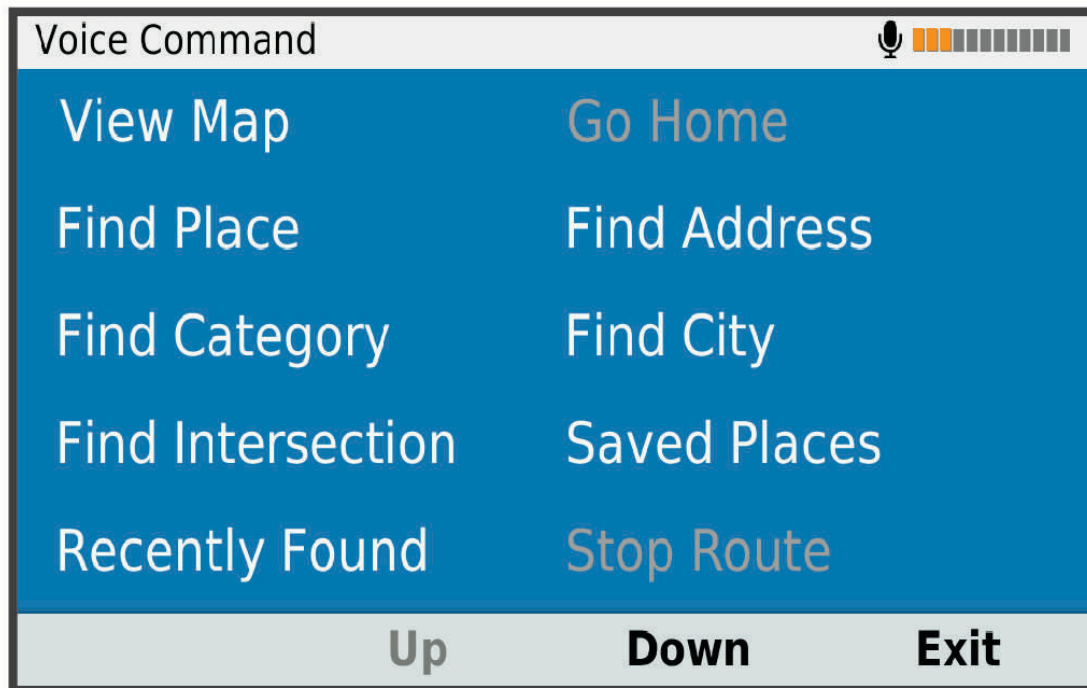 Voice Command
View Map Go Home
Find Place Find Address
Find Category Find City
Find Intersection Saved Places
Recently Found Stop Route
Up Down Exit